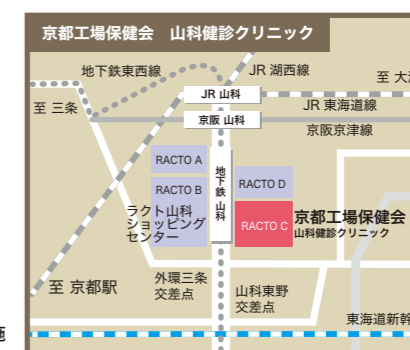 京都工場保健会　山科健診クリニック
地下鉄東西線
JR 湖西線
至 大
至 三条
JR 山科
JR 東海道線
京阪 山科
京阪京津線
RACTO A
地下鉄 山科
RACTO B
RACTO D
ラクト山科
ショッピング
センター
RACTO C
京都工場保健会
山科健診クリニック
至 京都駅
外環三条
交差点
山科東野
交差点
東海道新幹